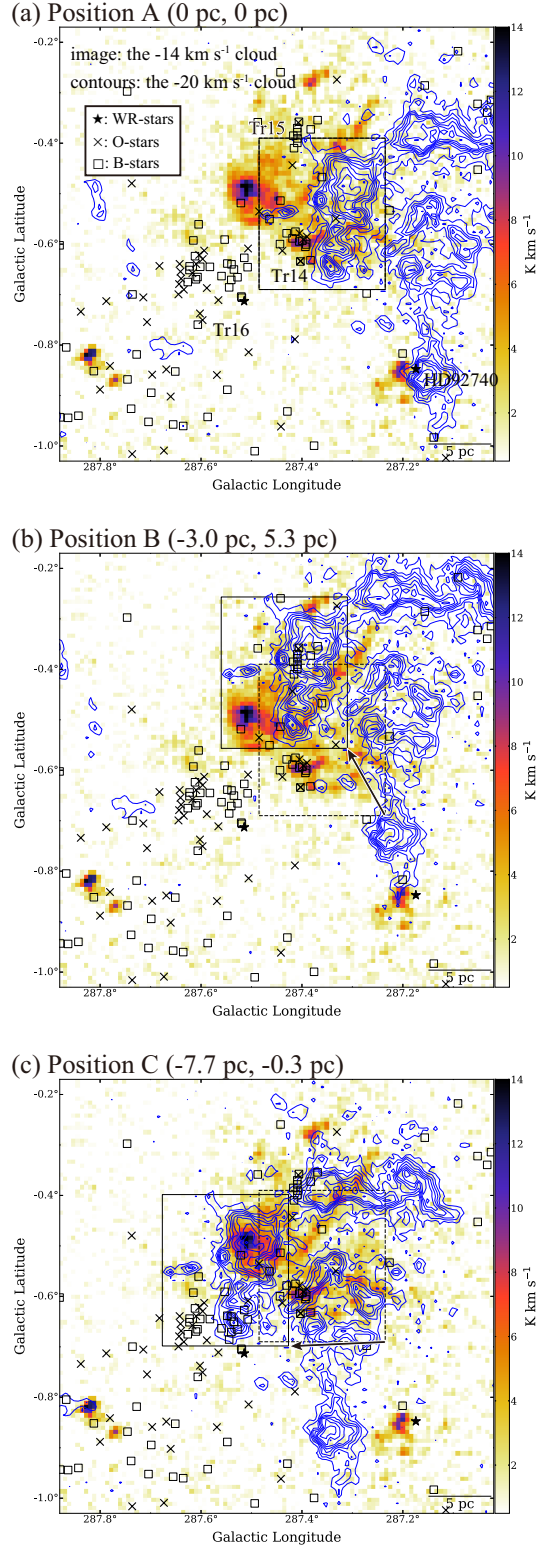 (a) Position A (0 pc, 0 pc)
image: the -14 km s⁻¹ cloud
contours: the -20 km s⁻¹ cloud
★: WR-stars
×: O-stars
□: B-stars
Tr15
Tr14
Tr16
HD92740
5 pc
-0.2°
-0.4°
-0.6°
-0.8°
-1.0°
Galactic Latitude
287.8° 287.6° 287.4° 287.2°
Galactic Longitude
14
12
10
8
6
4
2
K km s⁻¹
(b) Position B (-3.0 pc, 5.3 pc)
5 pc
-0.2°
-0.4°
-0.6°
-0.8°
-1.0°
Galactic Latitude
287.8° 287.6° 287.4° 287.2°
Galactic Longitude
14
12
10
8
6
4
2
K km s⁻¹
(c) Position C (-7.7 pc, -0.3 pc)
5 pc
-0.2°
-0.4°
-0.6°
-0.8°
-1.0°
Galactic Latitude
287.8° 287.6° 287.4° 287.2°
Galactic Longitude
14
12
10
8
6
4
2
K km s⁻¹